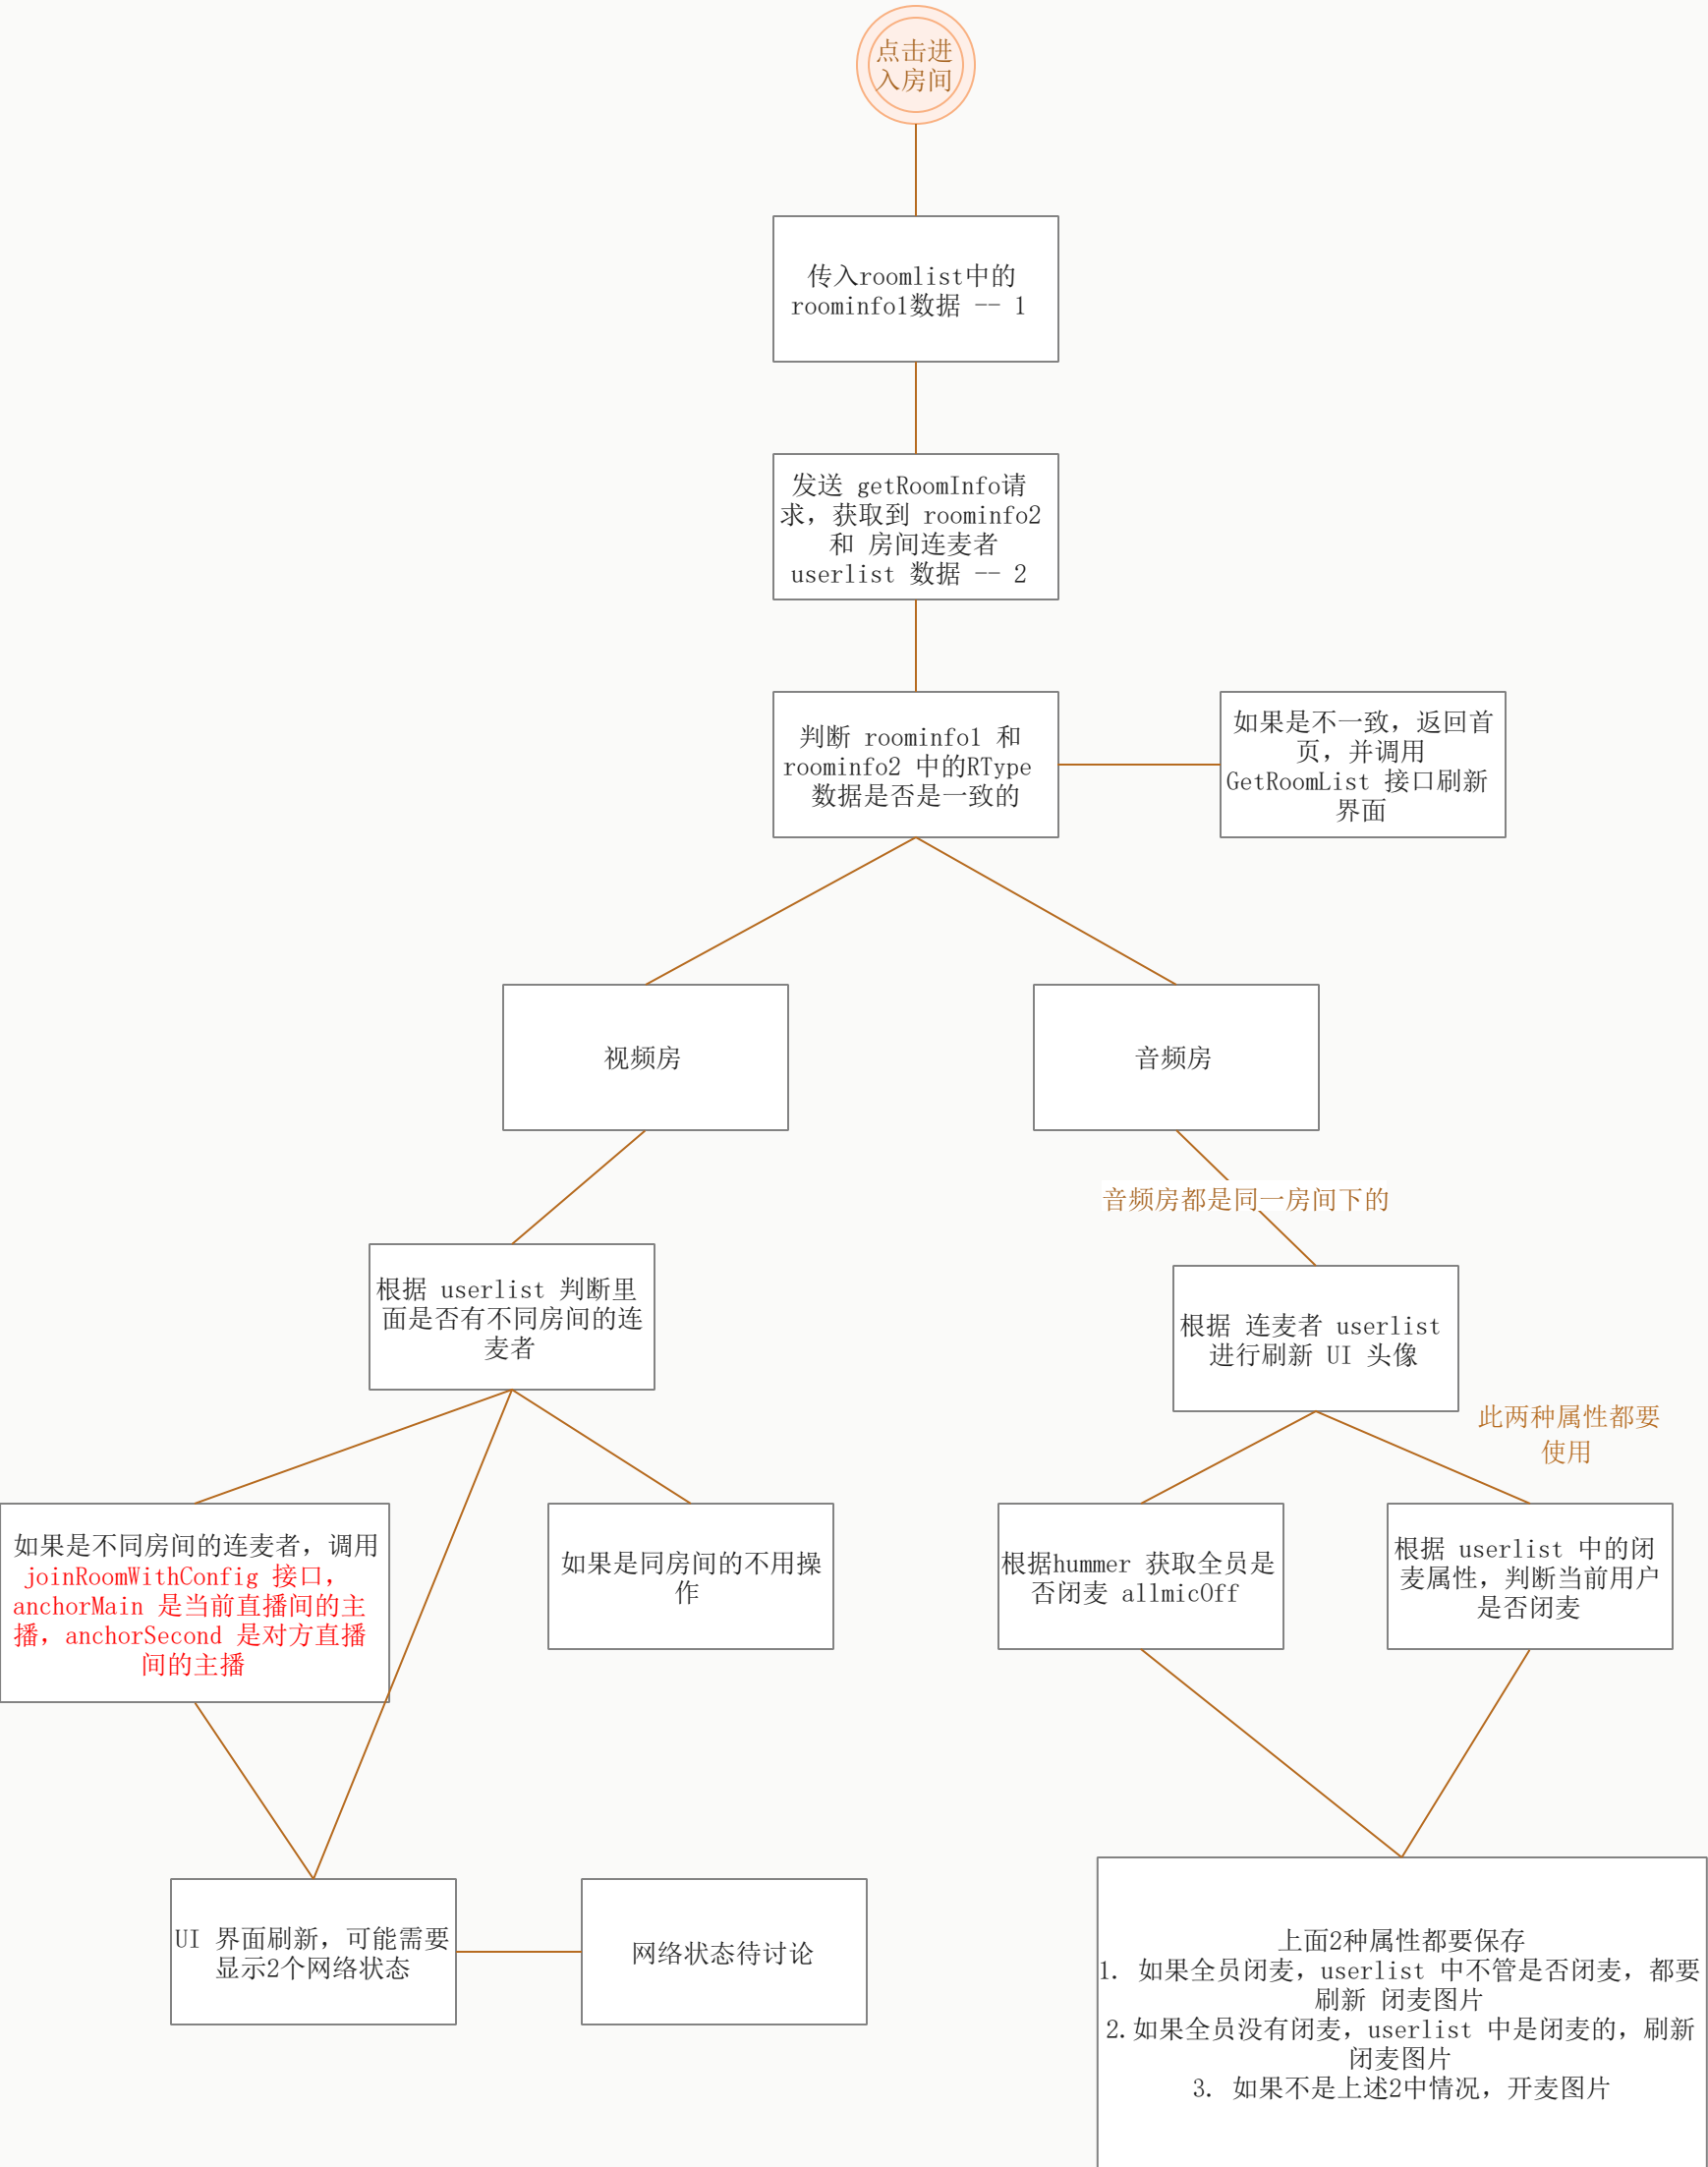 点击进
入房间
传入roomlist中的
roominfo1数据 -- 1
发送 getRoomInfo请
求，获取到 roominfo2
和 房间连麦者
userlist 数据 -- 2
判断 roominfo1 和
roominfo2 中的RType
数据是否是一致的
如果是不一致，返回首
页，并调用
GetRoomList 接口刷新
界面
视频房
音频房
音频房都是同一房间下的
根据 userlist 判断里
面是否有不同房间的连
麦者
根据 连麦者 userlist
进行刷新 UI 头像
此两种属性都要
使用
如果是不同房间的连麦者，调用
joinRoomWithConfig 接口，
anchorMain 是当前直播间的主
播，anchorSecond 是对方直播
间的主播
如果是同房间的不用操
作
根据hummer 获取全员是
否闭麦 allmicOff
根据 userlist 中的闭
麦属性，判断当前用户
是否闭麦
UI 界面刷新，可能需要
显示2个网络状态
网络状态待讨论
上面2种属性都要保存
1. 如果全员闭麦，userlist 中不管是否闭麦，都要
刷新 闭麦图片
2.如果全员没有闭麦，userlist 中是闭麦的，刷新
闭麦图片
3. 如果不是上述2中情况，开麦图片